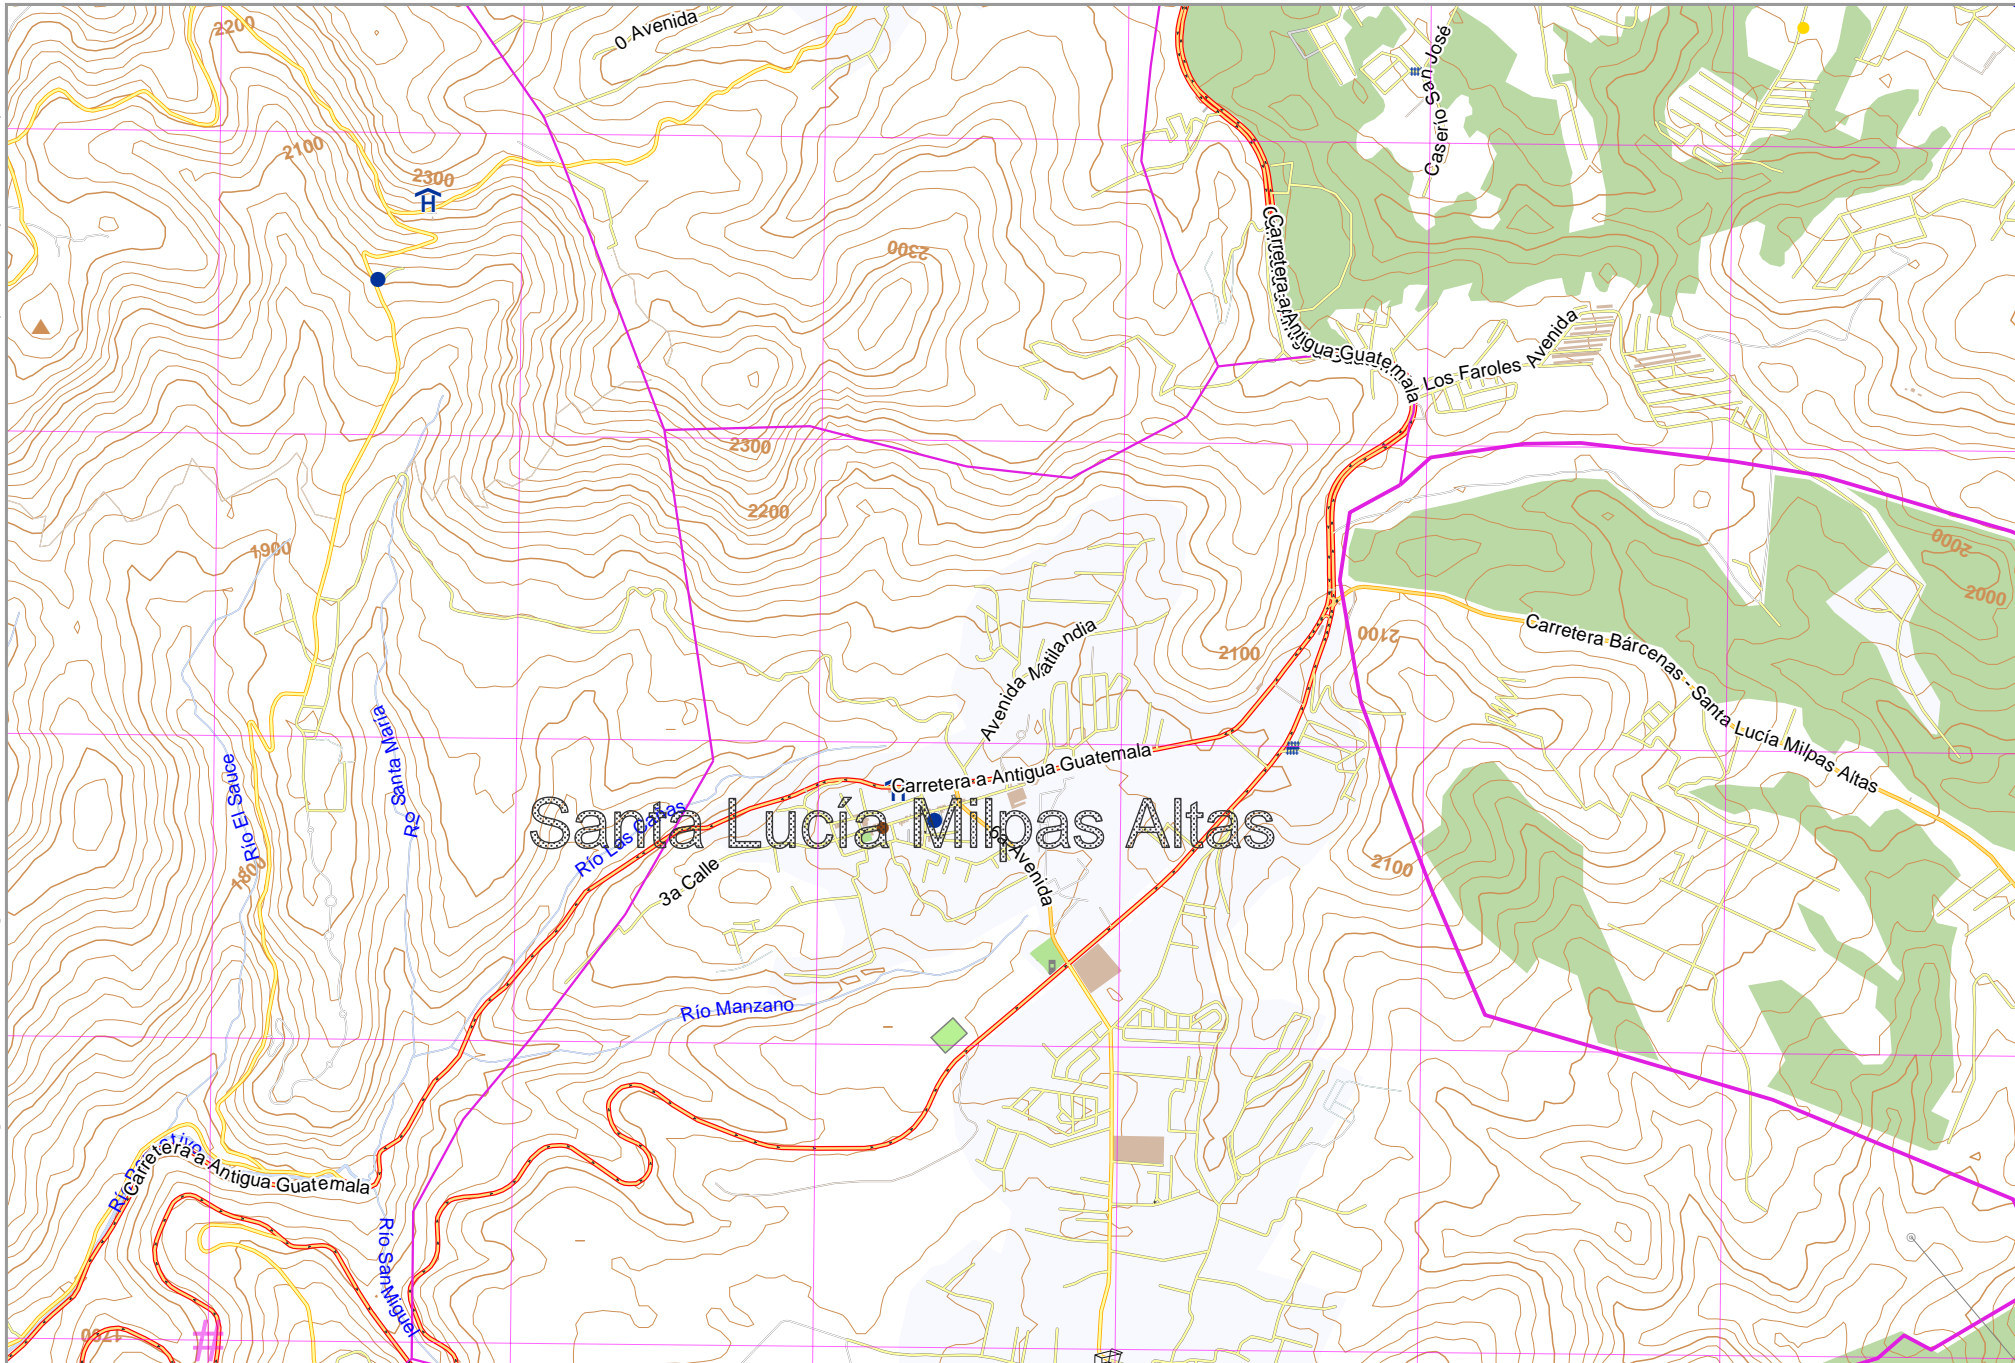 2200
0 Avenida
Caserío San José
2100
2300
H
2300
Carretera a Antigua Guatemala
Los Faroles Avenida
2300
2200
1900
2000
2000
2100
2100
Carretera Bárcenas - Santa Lucía Milpas Altas
Avenida Matilandia
Río Santa María
Río El Sauce
Carretera a Antigua Guatemala
Santa Lucía Milpas Altas
Río Las Cañas
6a Avenida
3a Calle
1800
2100
Río Manzano
Carretera a Antigua Guatemala
Río San Miguel
1700